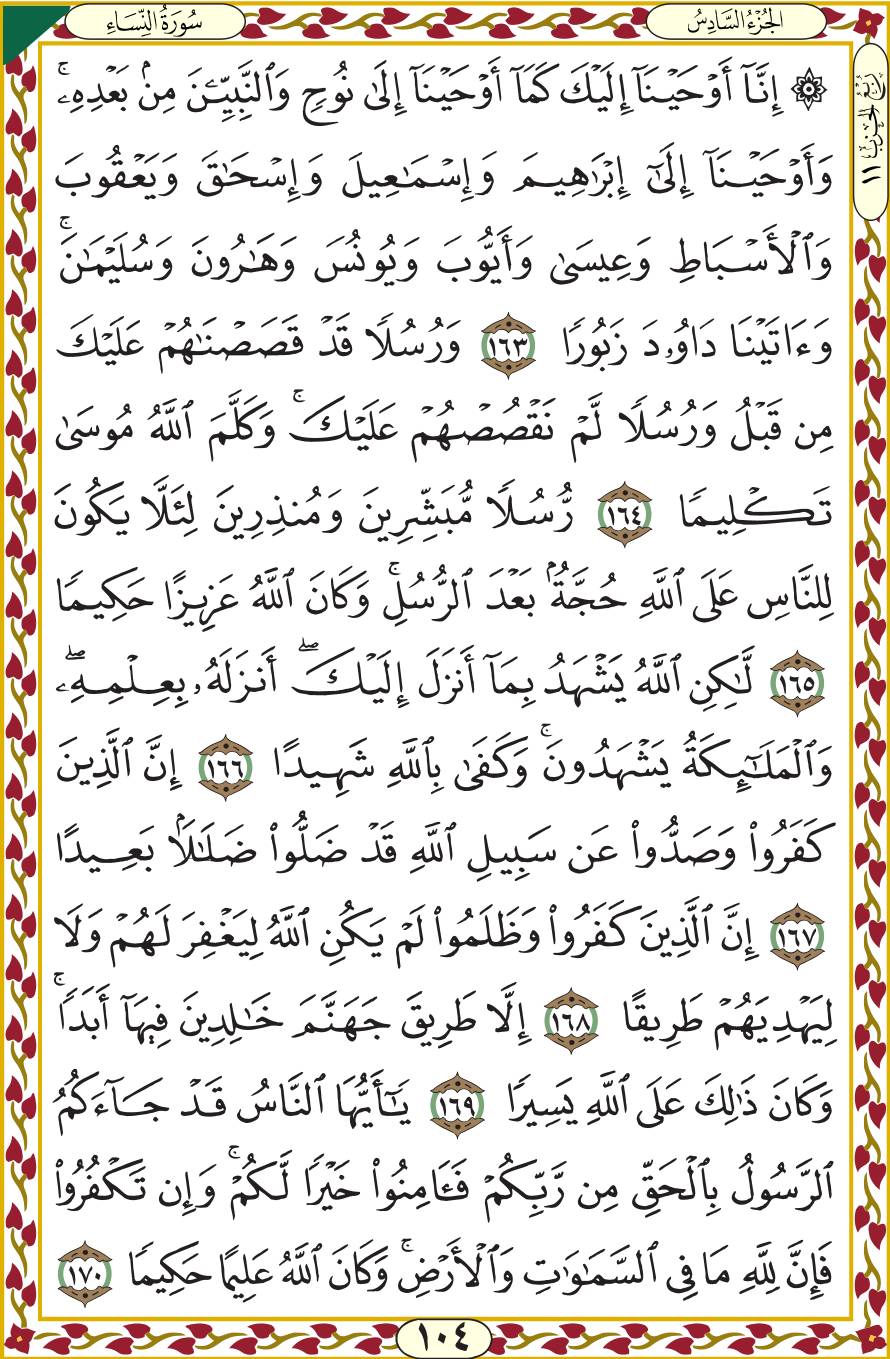 الجُزْءُ السَّادِسُ
سُورَةُ النِّسَاءِ
رُبْعُ الحِزْبِ ١١
۞ إِنَّآ أَوْحَيْنَآ إِلَيْكَ كَمَآ أَوْحَيْنَآ إِلَىٰ نُوحٍ وَٱلنَّبِيِّـۧنَ مِنۢ بَعْدِهِۦۚ
وَأَوْحَيْنَآ إِلَىٰٓ إِبْرَٰهِيمَ وَإِسْمَٰعِيلَ وَإِسْحَٰقَ وَيَعْقُوبَ
وَٱلْأَسْبَاطِ وَعِيسَىٰ وَأَيُّوبَ وَيُونُسَ وَهَٰرُونَ وَسُلَيْمَٰنَۚ
وَءَاتَيْنَا دَاوُۥدَ زَبُورًا ١٦٣ وَرُسُلًا قَدْ قَصَصْنَٰهُمْ عَلَيْكَ
مِن قَبْلُ وَرُسُلًا لَّمْ نَقْصُصْهُمْ عَلَيْكَۚ وَكَلَّمَ ٱللَّهُ مُوسَىٰ
تَكْلِيمًا ١٦٤ رُّسُلًا مُّبَشِّرِينَ وَمُنذِرِينَ لِئَلَّا يَكُونَ
لِلنَّاسِ عَلَى ٱللَّهِ حُجَّةٌۢ بَعْدَ ٱلرُّسُلِۚ وَكَانَ ٱللَّهُ عَزِيزًا حَكِيمًا
١٦٥ لَّٰكِنِ ٱللَّهُ يَشْهَدُ بِمَآ أَنزَلَ إِلَيْكَۖ أَنزَلَهُۥ بِعِلْمِهِۦۖ
وَٱلْمَلَٰٓئِكَةُ يَشْهَدُونَۚ وَكَفَىٰ بِٱللَّهِ شَهِيدًا ١٦٦ إِنَّ ٱلَّذِينَ
كَفَرُوا۟ وَصَدُّوا۟ عَن سَبِيلِ ٱللَّهِ قَدْ ضَلُّوا۟ ضَلَٰلًۢا بَعِيدًا
١٦٧ إِنَّ ٱلَّذِينَ كَفَرُوا۟ وَظَلَمُوا۟ لَمْ يَكُنِ ٱللَّهُ لِيَغْفِرَ لَهُمْ وَلَا
لِيَهْدِيَهُمْ طَرِيقًا ١٦٨ إِلَّا طَرِيقَ جَهَنَّمَ خَٰلِدِينَ فِيهَآ أَبَدًاۚ
وَكَانَ ذَٰلِكَ عَلَى ٱللَّهِ يَسِيرًا ١٦٩ يَٰٓأَيُّهَا ٱلنَّاسُ قَدْ جَآءَكُمُ
ٱلرَّسُولُ بِٱلْحَقِّ مِن رَّبِّكُمْ فَـَٔامِنُوا۟ خَيْرًا لَّكُمْۚ وَإِن تَكْفُرُوا۟
فَإِنَّ لِلَّهِ مَا فِى ٱلسَّمَٰوَٰتِ وَٱلْأَرْضِۚ وَكَانَ ٱللَّهُ عَلِيمًا حَكِيمًا ١٧٠
١٠٤